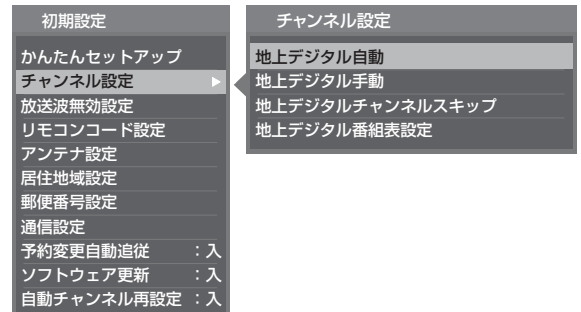 初期設定
かんたんセットアップ
チャンネル設定
放送波無効設定
リモコンコード設定
アンテナ設定
居住地域設定
郵便番号設定
通信設定
予約変更自動追従 ：入
ソフトウェア更新 ：入
自動チャンネル再設定 ：入
チャンネル設定
地上デジタル自動
地上デジタル手動
地上デジタルチャンネルスキップ
地上デジタル番組表設定